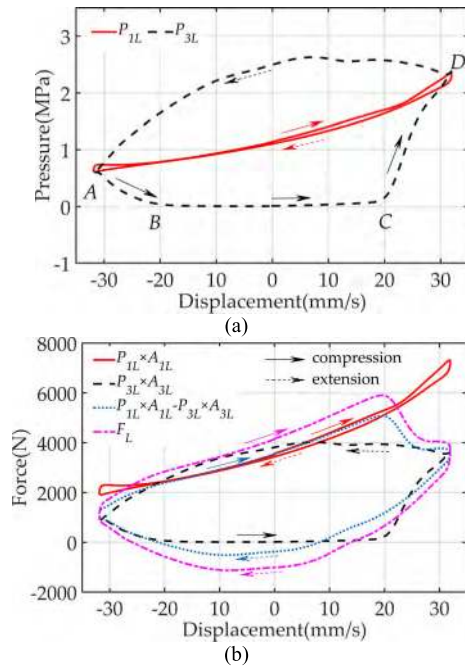 P1L P3L
3
2
1
0
-1
Pressure(MPa)
A
B
C
D
-30 -20 -10 0 10 20 30
Displacement(mm/s)
(a)
8000
6000
4000
2000
0
-2000
Force(N)
P1L×A1L
P3L×A3L
P1L×A1L-P3L×A3L
FL
compression
extension
-30 -20 -10 0 10 20 30
Displacement(mm/s)
(b)